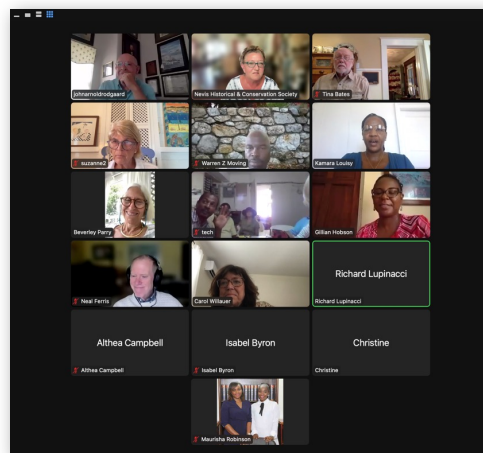 johnarnoldrodgaard
Nevis Historical & Conservation Society
Tina Bates
suzanne2
Warren Z Moving
Kamara Louisy
Beverley Parry
tech
Gillian Hobson
Neal Ferris
Carol Willauer
Richard Lupinacci
Richard Lupinacci
Althea Campbell
Althea Campbell
Isabel Byron
Isabel Byron
Christine
Christine
Maurisha Robinson